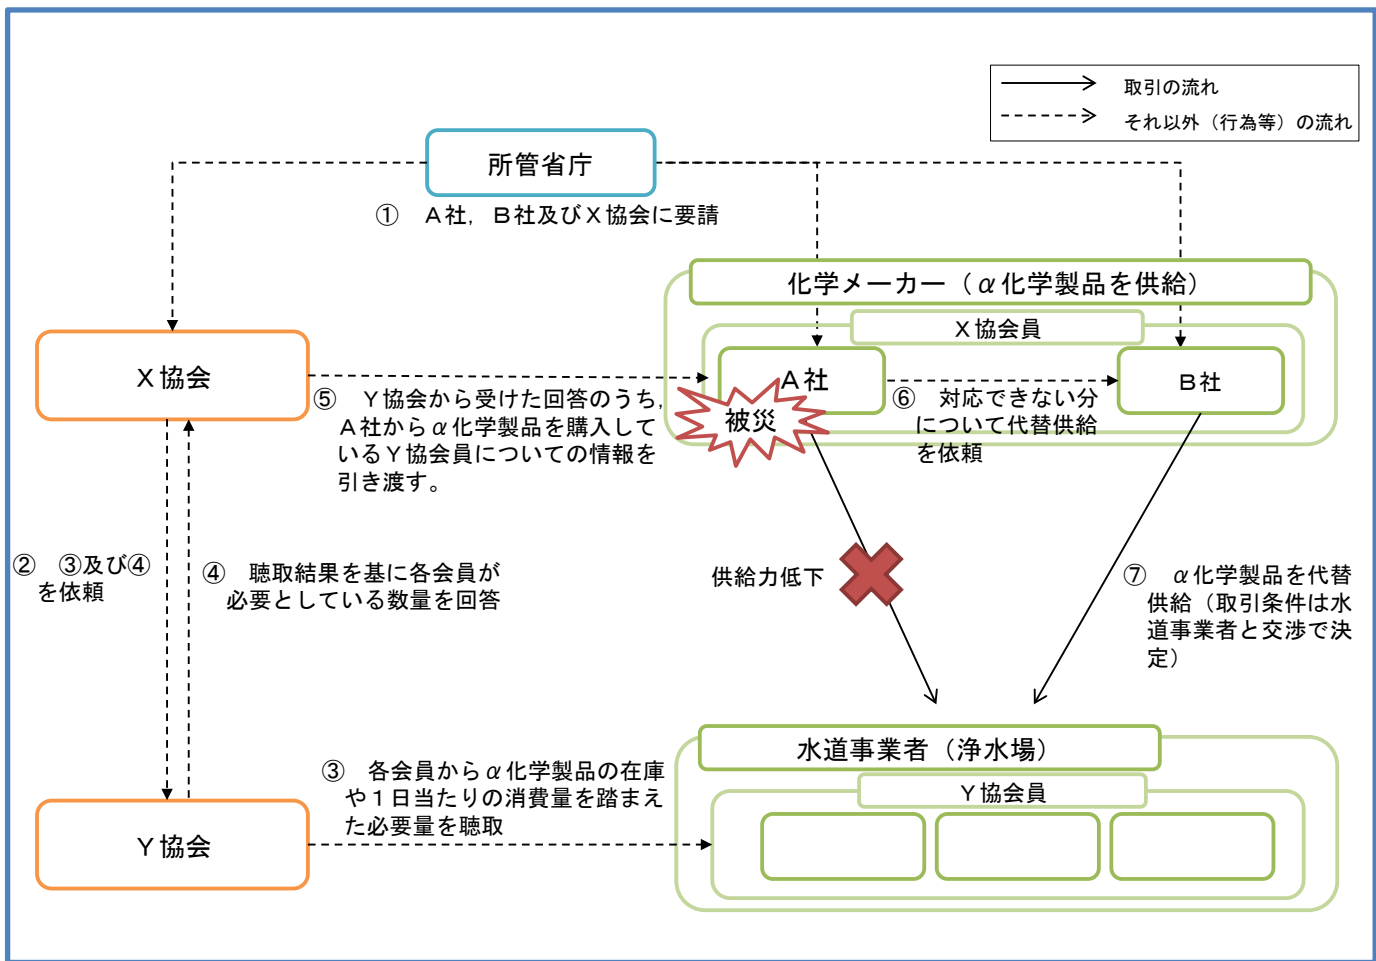 取引の流れ
それ以外（行為等）の流れ
所管省庁
①　Ａ社，Ｂ社及びＸ協会に要請
化学メーカー（α化学製品を供給）
Ｘ協会員
Ｘ協会
Ａ社
Ｂ社
被災
⑤　Ｙ協会から受けた回答のうち，
Ａ社からα化学製品を購入して
いるＹ協会員についての情報を
引き渡す。
⑥　対応できない分
について代替供給
を依頼
②　③及び④
を依頼
④　聴取結果を基に各会員が
必要としている数量を回答
供給力低下
⑦　α化学製品を代替
供給（取引条件は水
道事業者と交渉で決
定）
水道事業者（浄水場）
Ｙ協会員
③　各会員からα化学製品の在庫
や１日当たりの消費量を踏まえ
た必要量を聴取
Ｙ協会